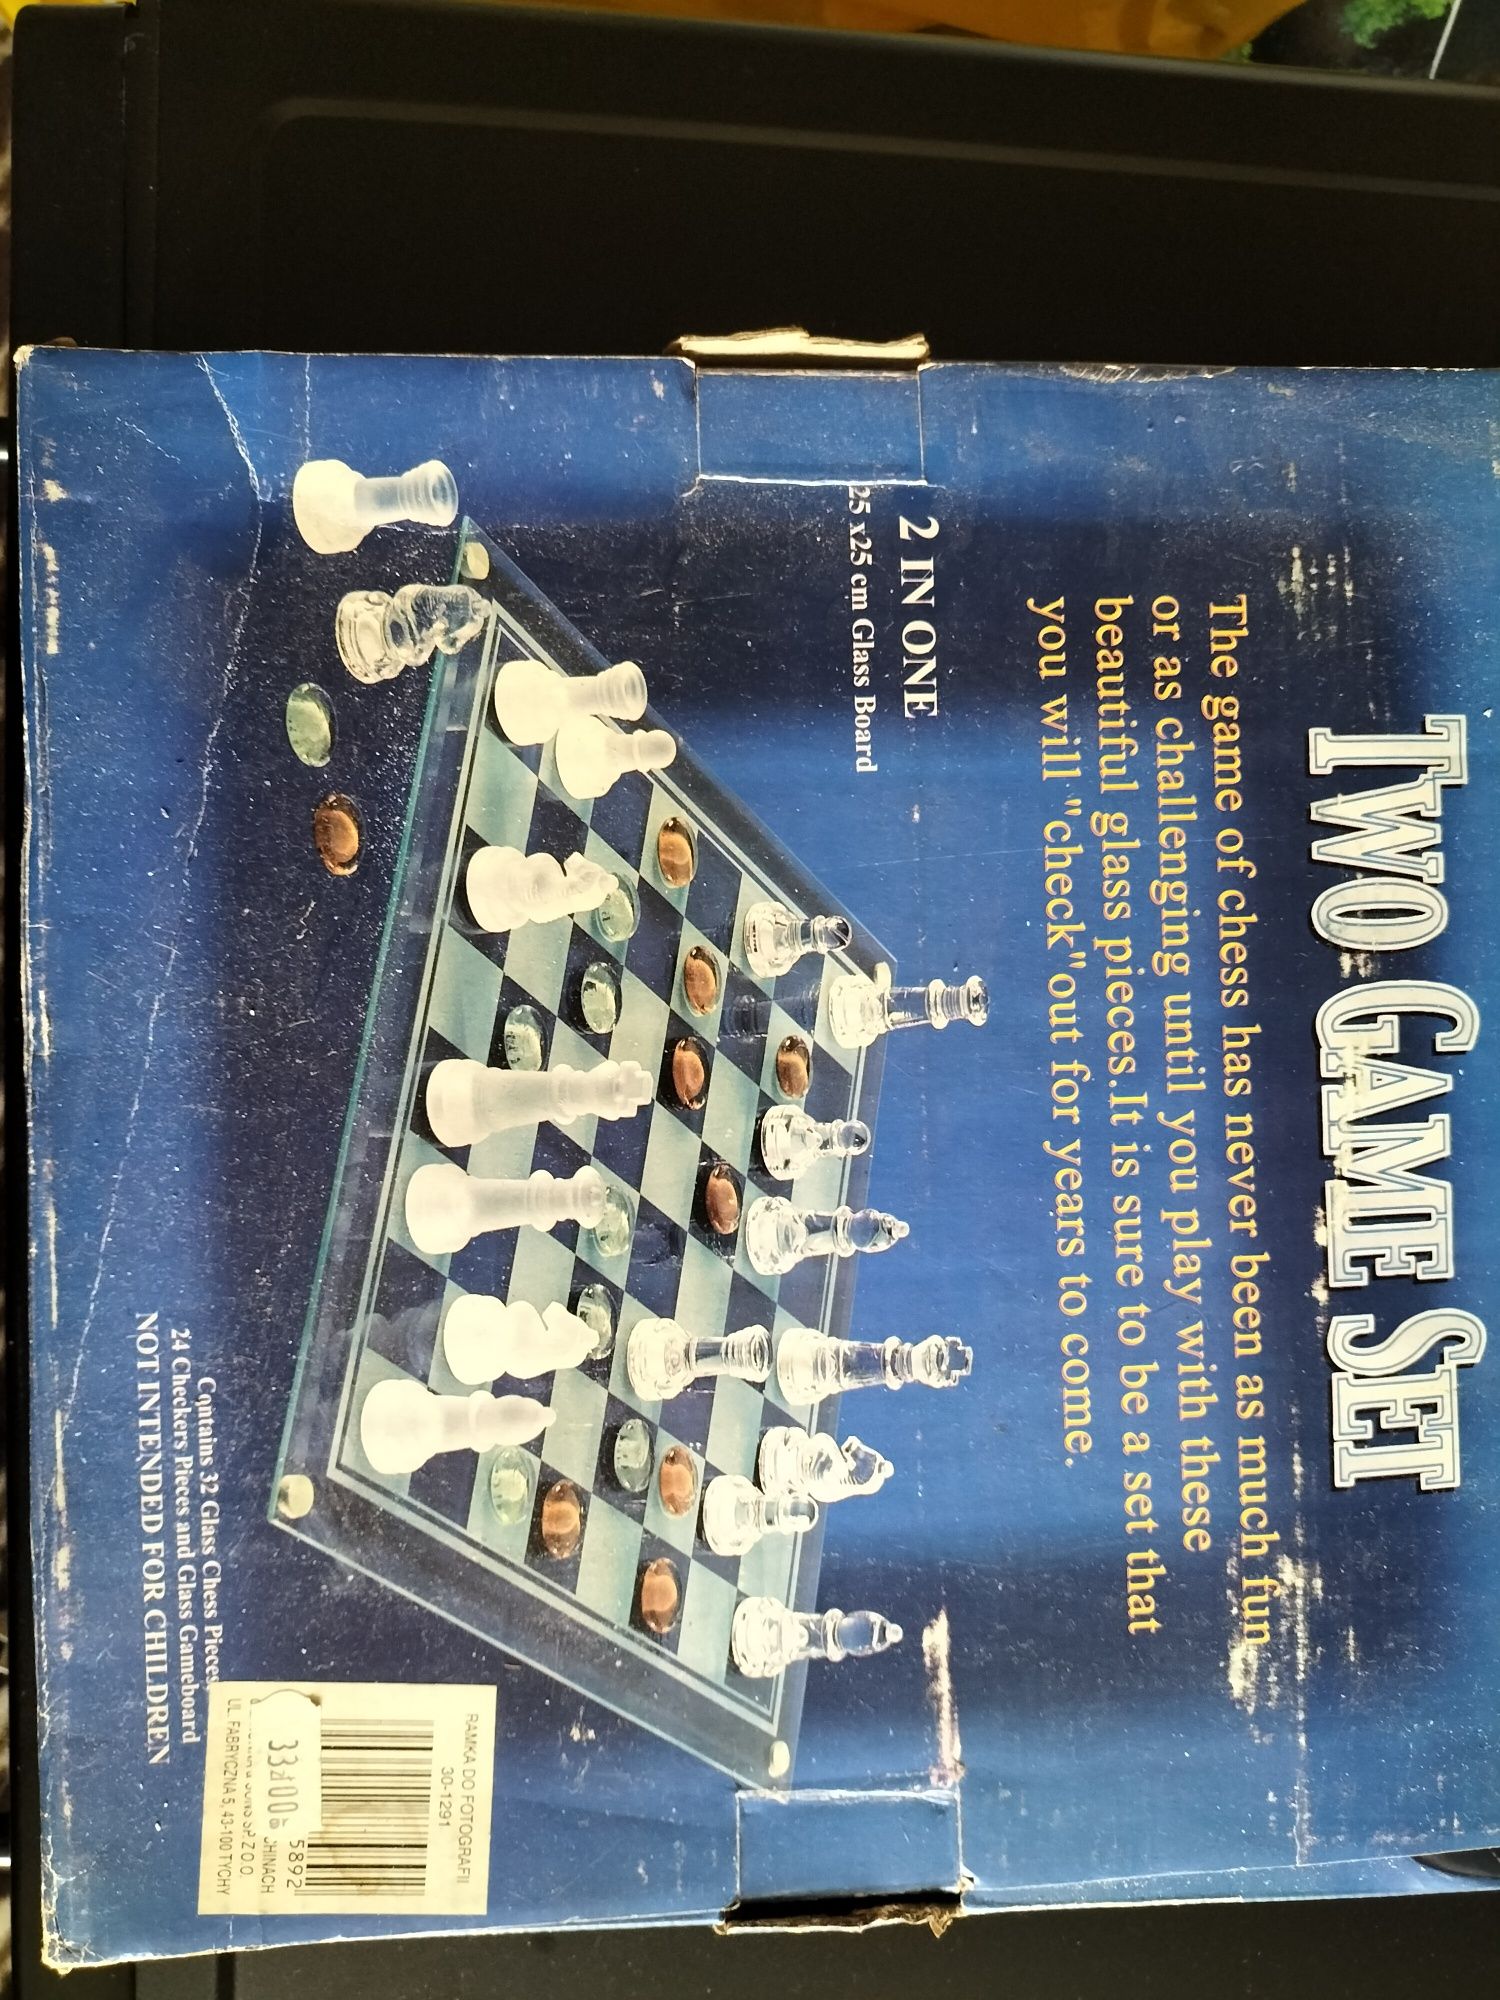 TWO GAME SET
The game of chess has never been as much fun
or as challenging until you play with these
beautiful glass pieces.It is sure to be a set that
you will "check"out for years to come.
2 IN ONE
25 x25 cm Glass Board
Contains 32 Glass Chess Pieces
24 Checkers Pieces and Glass Gameboard
NOT INTENDED FOR CHILDREN
RAMKA DO FOTOGRAFII
30-1291
5892
33zł00
CHINACH
SP. Z O.O.
UL. FABRYCZNA 5, 43-100 TYCHY